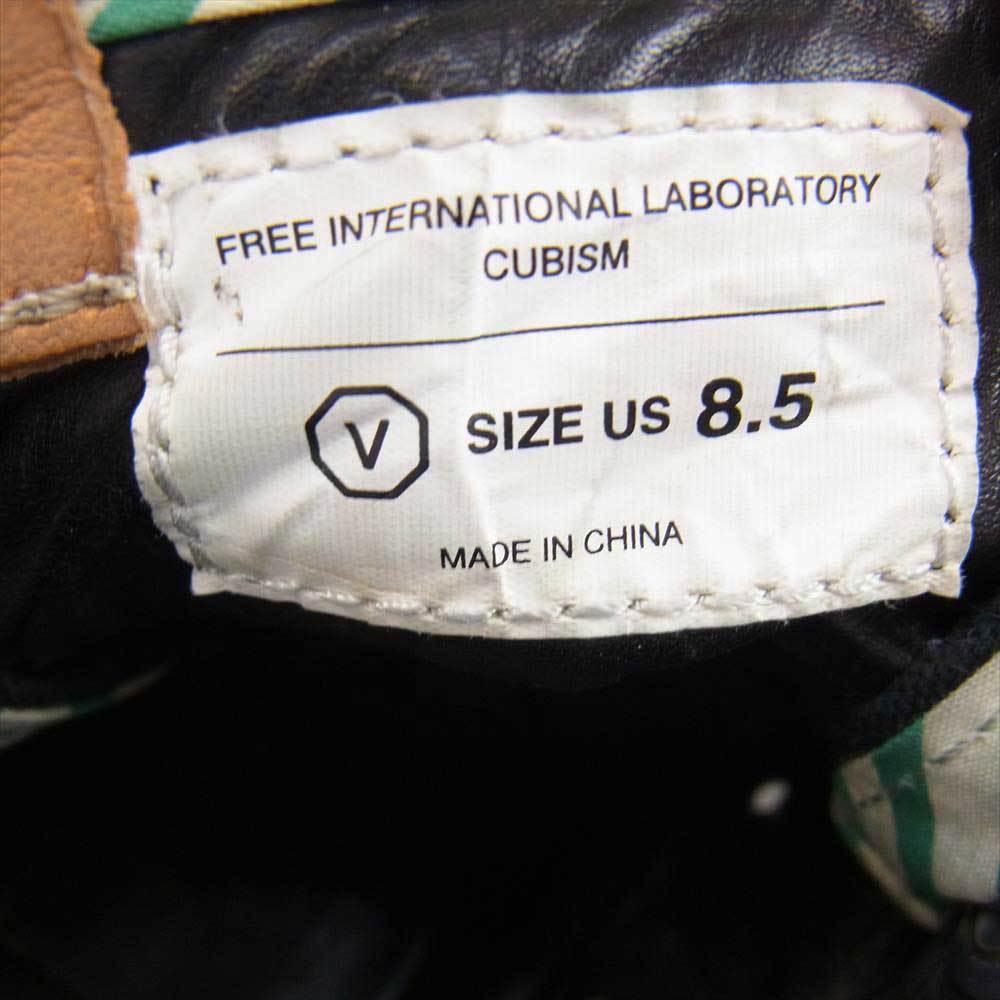 FREE INTERNATIONAL LABORATORY
CUBISM
V SIZE US 8.5
MADE IN CHINA